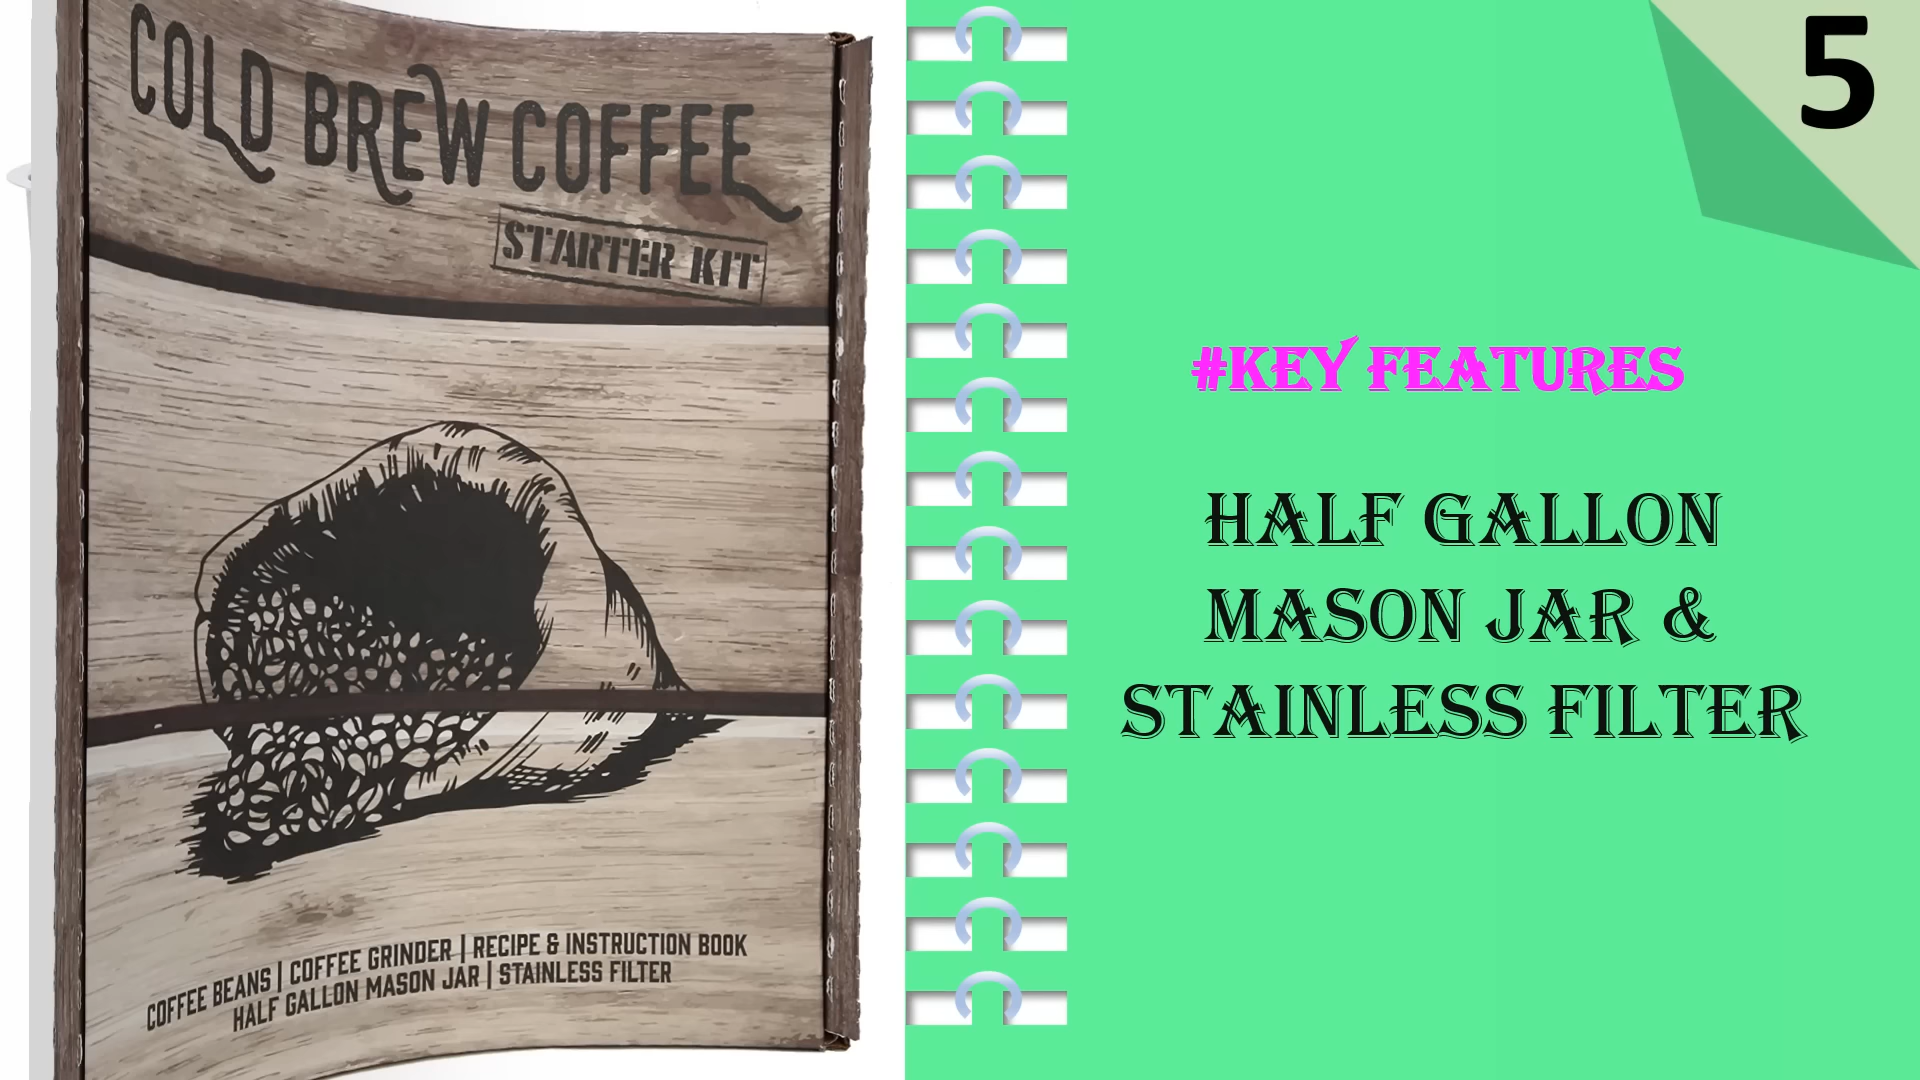 COLD BREW COFFEE
STARTER KIT
COFFEE BEANS | COFFEE GRINDER | RECIPE & INSTRUCTION BOOK
HALF GALLON MASON JAR | STAINLESS FILTER
5
#KEY FEATURES
HALF GALLON
MASON JAR &
STAINLESS FILTER